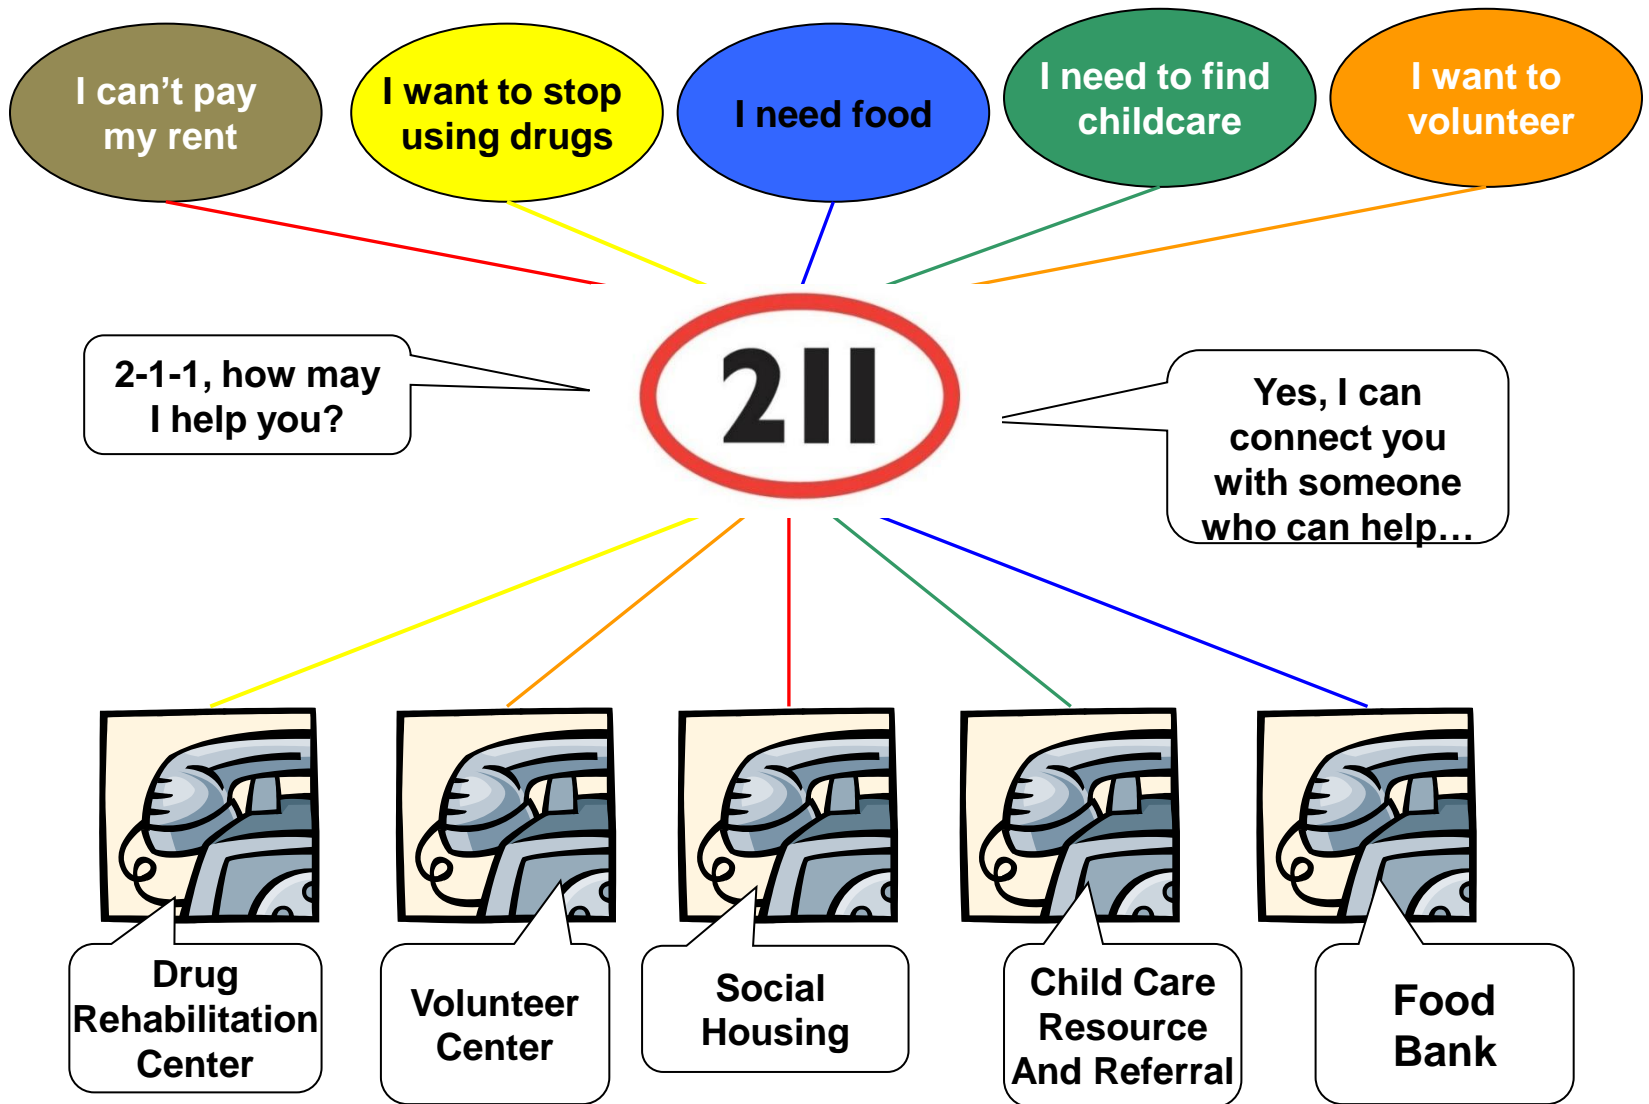 I can't pay
my rent
I want to stop
using drugs
I need food
I need to find
childcare
I want to
volunteer
2-1-1, how may
I help you?
211
Yes, I can
connect you
with someone
who can help…
Drug
Rehabilitation
Center
Volunteer
Center
Social
Housing
Child Care
Resource
And Referral
Food
Bank